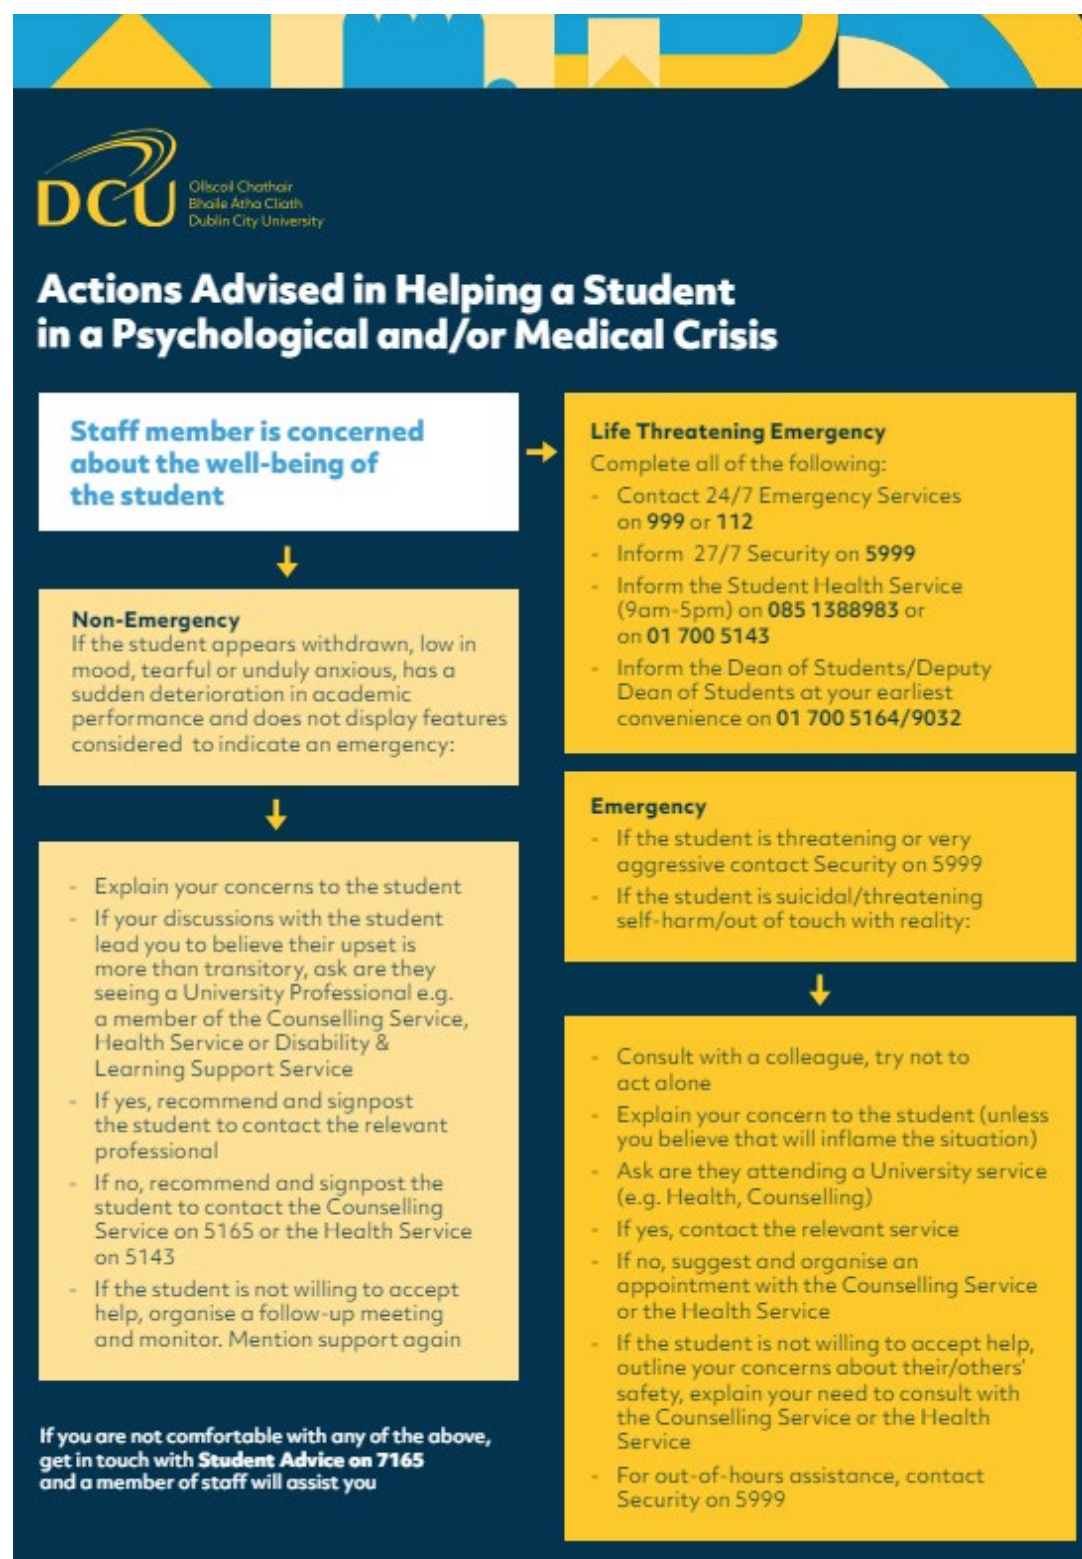 DCU
Ollscoil Chathair
Bhaile Átha Cliath
Dublin City University
Actions Advised in Helping a Student
in a Psychological and/or Medical Crisis
Staff member is concerned
about the well-being of
the student
Non-Emergency
If the student appears withdrawn, low in
mood, tearful or unduly anxious, has a
sudden deterioration in academic
performance and does not display features
considered to indicate an emergency:
- Explain your concerns to the student
- If your discussions with the student
lead you to believe their upset is
more than transitory, ask are they
seeing a University Professional e.g.
a member of the Counselling Service,
Health Service or Disability &
Learning Support Service
- If yes, recommend and signpost
the student to contact the relevant
professional
- If no, recommend and signpost the
student to contact the Counselling
Service on 5165 or the Health Service
on 5143
- If the student is not willing to accept
help, organise a follow-up meeting
and monitor. Mention support again
If you are not comfortable with any of the above,
get in touch with Student Advice on 7165
and a member of staff will assist you
Life Threatening Emergency
Complete all of the following:
- Contact 24/7 Emergency Services
on 999 or 112
- Inform 27/7 Security on 5999
- Inform the Student Health Service
(9am-5pm) on 085 1388983 or
on 01 700 5143
- Inform the Dean of Students/Deputy
Dean of Students at your earliest
convenience on 01 700 5164/9032
Emergency
- If the student is threatening or very
aggressive contact Security on 5999
- If the student is suicidal/threatening
self-harm/out of touch with reality:
- Consult with a colleague, try not to
act alone
- Explain your concern to the student (unless
you believe that will inflame the situation)
- Ask are they attending a University service
(e.g. Health, Counselling)
- If yes, contact the relevant service
- If no, suggest and organise an
appointment with the Counselling Service
or the Health Service
- If the student is not willing to accept help,
outline your concerns about their/others'
safety, explain your need to consult with
the Counselling Service or the Health
Service
- For out-of-hours assistance, contact
Security on 5999